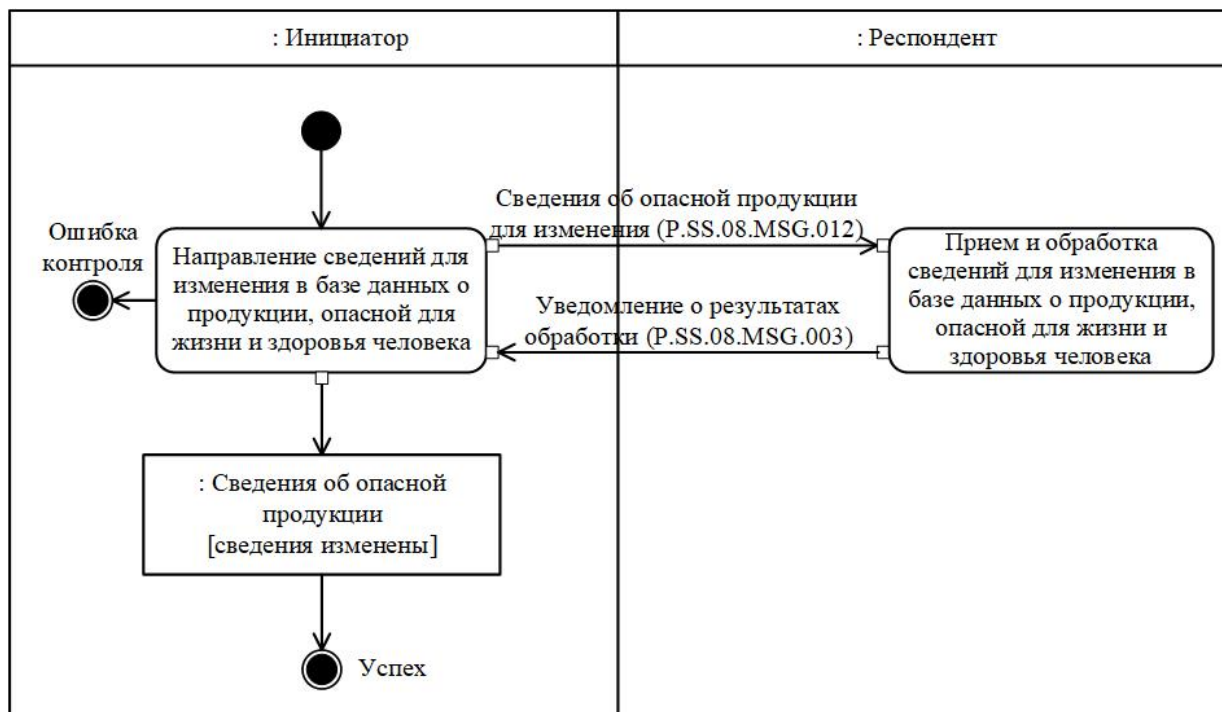 : Инициатор
: Респондент
Ошибка
контроля
Направление сведений для
изменения в базе данных о
продукции, опасной для
жизни и здоровья человека
Сведения об опасной продукции
для изменения (P.SS.08.MSG.012)
Уведомление о результатах
обработки (P.SS.08.MSG.003)
Прием и обработка
сведений для изменения в
базе данных о продукции,
опасной для жизни и
здоровья человека
: Сведения об опасной
продукции
[сведения изменены]
Успех